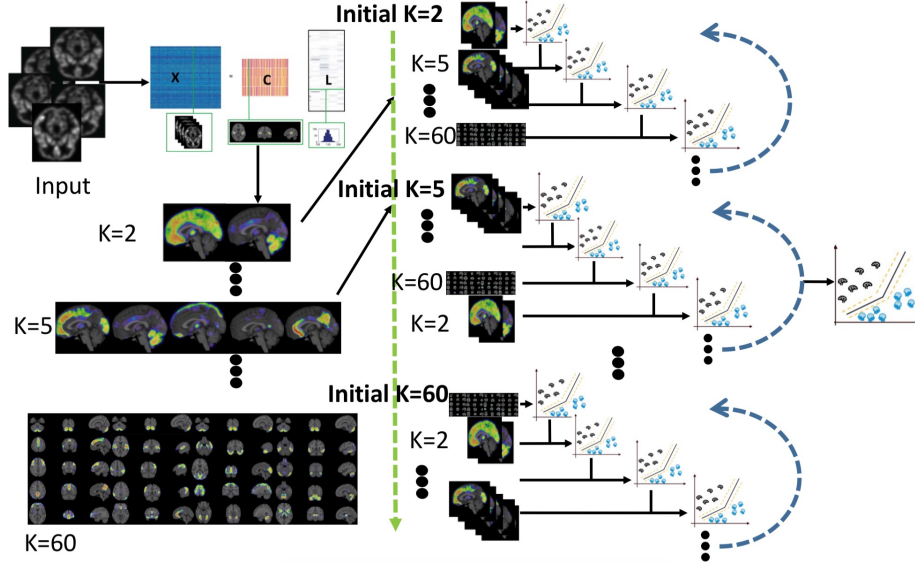 Input
X
=
C
L
K=2
K=5
K=60
Initial K=2
K=5
K=60
Initial K=5
K=60
K=2
Initial K=60
K=2